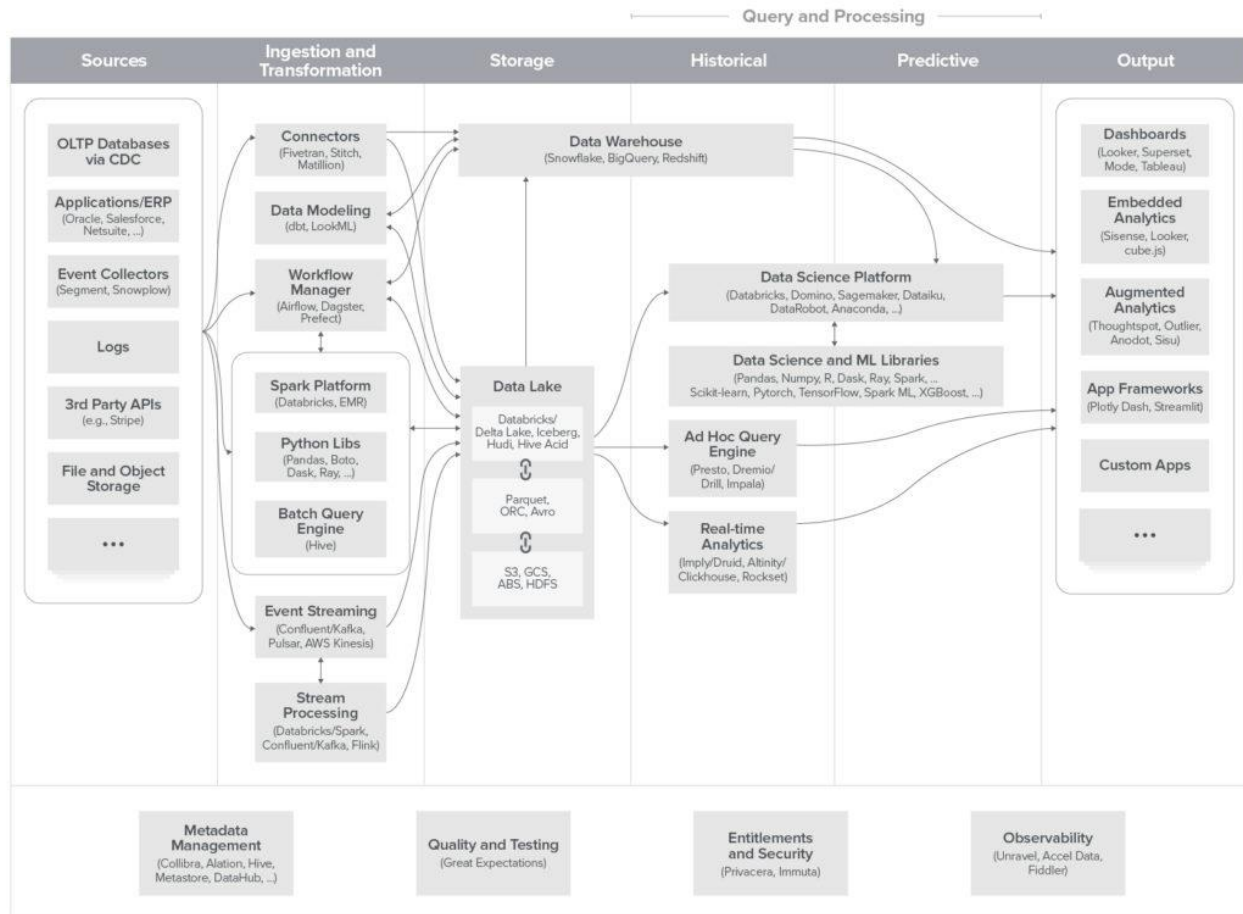 Query and Processing
Sources
Ingestion and
Transformation
Storage
Historical
Predictive
Output
OLTP Databases
via CDC
Applications/ERP
(Oracle, Salesforce,
Netsuite, ...)
Event Collectors
(Segment, Snowplow)
Logs
3rd Party APIs
(e.g., Stripe)
File and Object
Storage
...
Connectors
(Fivetran, Stitch,
Matillion)
Data Modeling
(dbt, LookML)
Workflow
Manager
(Airflow, Dagster,
Prefect)
Spark Platform
(Databricks, EMR)
Python Libs
(Pandas, Boto,
Dask, Ray, ...)
Batch Query
Engine
(Hive)
Event Streaming
(Confluent/Kafka,
Pulsar, AWS Kinesis)
Stream
Processing
(Databricks/Spark,
Confluent/Kafka, Flink)
Data Warehouse
(Snowflake, BigQuery, Redshift)
Data Lake
Databricks/
Delta Lake, Iceberg,
Hudi, Hive Acid
Parquet,
ORC, Avro
S3, GCS,
ABS, HDFS
Data Science Platform
(Databricks, Domino, Sagemaker, Dataiku,
DataRobot, Anaconda, ...)
Data Science and ML Libraries
(Pandas, Numpy, R, Dask, Ray, Spark, ...
Scikit-learn, Pytorch, TensorFlow, Spark ML, XGBoost, ...)
Ad Hoc Query
Engine
(Presto, Dremio/
Drill, Impala)
Real-time
Analytics
(Imply/Druid, Altinity/
Clickhouse, Rockset)
Dashboards
(Looker, Superset,
Mode, Tableau)
Embedded
Analytics
(Sisense, Looker,
cube.js)
Augmented
Analytics
(Thoughtspot, Outlier,
Anodot, Sisu)
App Frameworks
(Plotly Dash, Streamlit)
Custom Apps
...
Metadata
Management
(Collibra, Alation, Hive,
Metastore, DataHub, ...)
Quality and Testing
(Great Expectations)
Entitlements
and Security
(Privacera, Immuta)
Observability
(Unravel, Accel Data,
Fiddler)